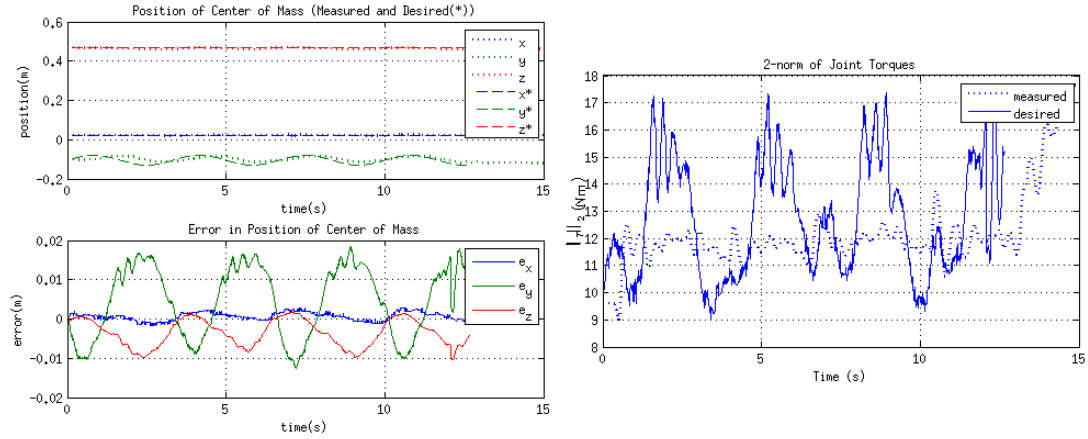 Position of Center of Mass (Measured and Desired(*))
0.6
0.4
0.2
0
-0.2
position(m)
x
y
z
x*
y*
z*
0
5
10
15
time(s)
Error in Position of Center of Mass
0.02
0.01
0
-0.01
-0.02
error(m)
e_x
e_y
e_z
0
5
10
15
time(s)
2-norm of Joint Torques
18
17
16
15
14
13
12
11
10
9
8
(Nm)
measured
desired
0
5
10
15
Time (s)